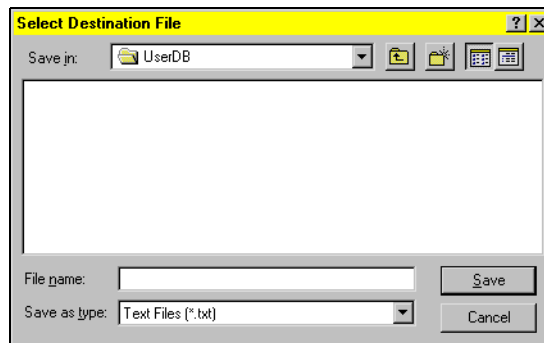 Select Destination File
Save in: UserDB
File name:
Save
Save as type: Text Files (*.txt)
Cancel